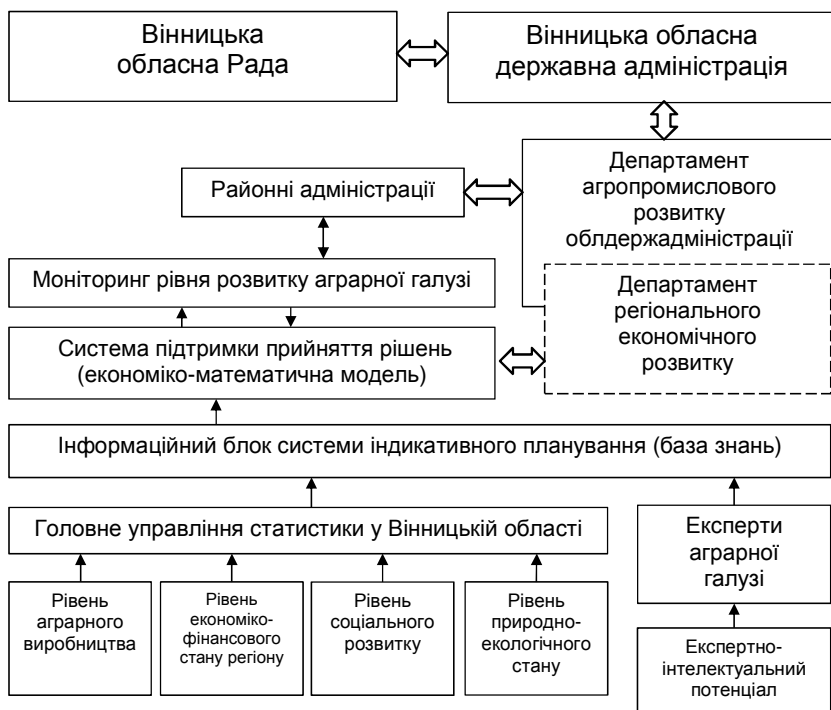 Вінницька
обласна Рада
Вінницька обласна
державна адміністрація
Департамент
агропромислового
розвитку
облдержадміністрації
Районні адміністрації
Моніторинг рівня розвитку аграрної галузі
Департамент
регіонального
економічного
розвитку
Система підтримки прийняття рішень
(економіко-математична модель)
Інформаційний блок системи індикативного планування (база знань)
Головне управління статистики у Вінницькій області
Експерти
аграрної
галузі
Рівень
аграрного
виробництва
Рівень
економіко-
фінансового
стану регіону
Рівень
соціального
розвитку
Рівень
природно-
екологічного
стану
Експертно-
інтелектуальний
потенціал